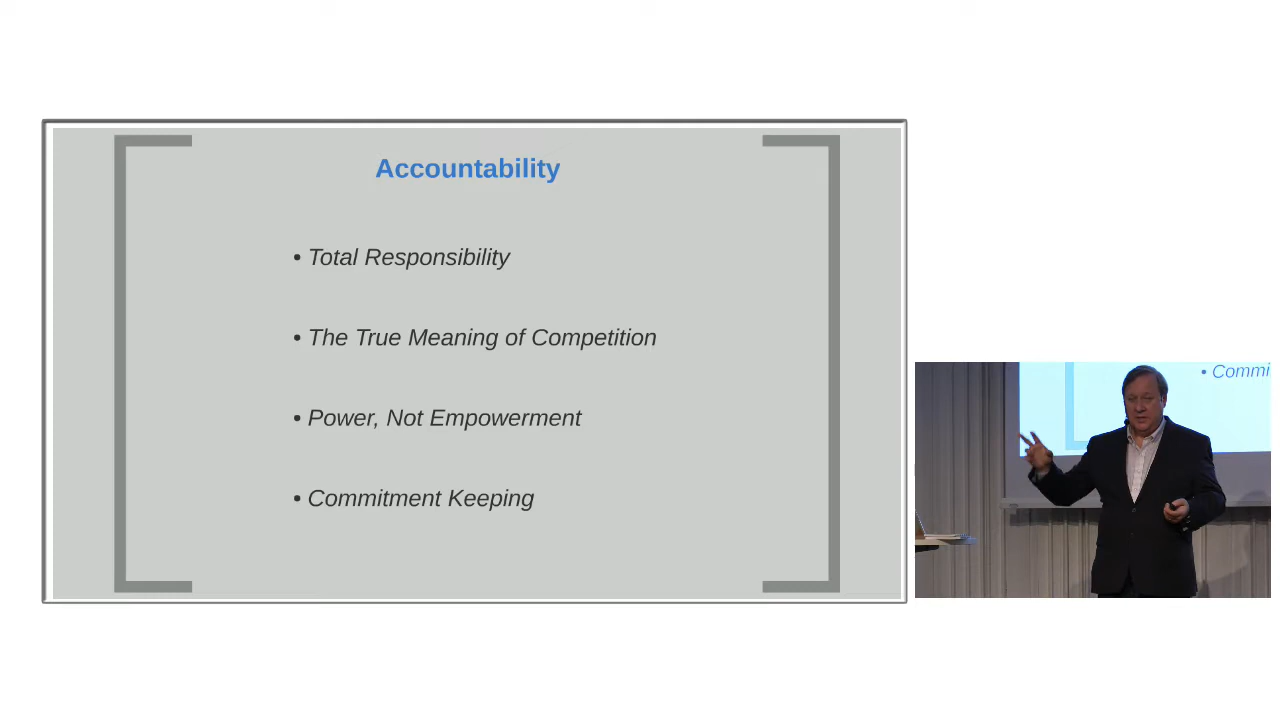 Accountability
• Total Responsibility
• The True Meaning of Competition
• Power, Not Empowerment
• Commitment Keeping
• Commi